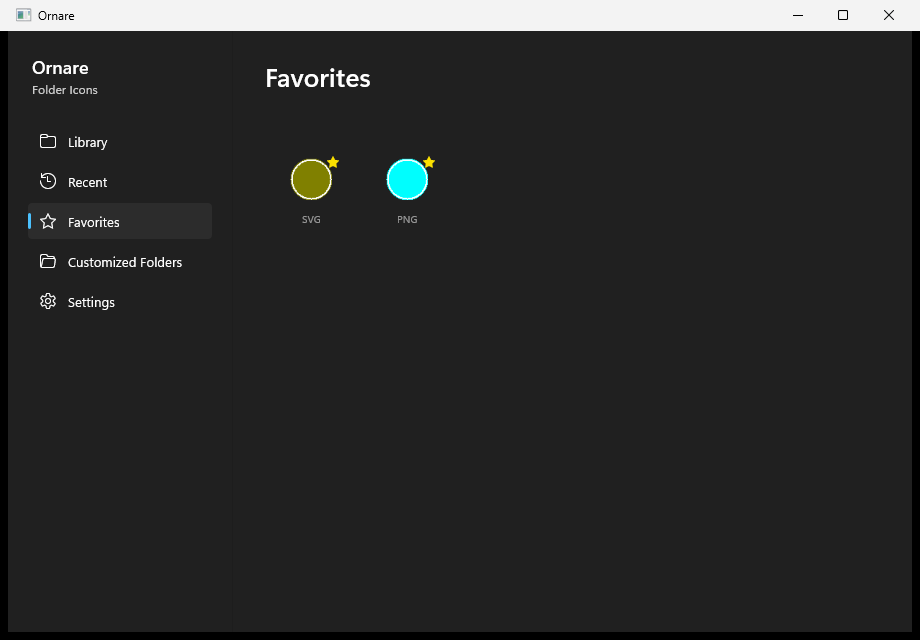 Ornare
Ornare
Folder Icons
Library
Recent
Favorites
Customized Folders
Settings
Favorites
SVG
PNG